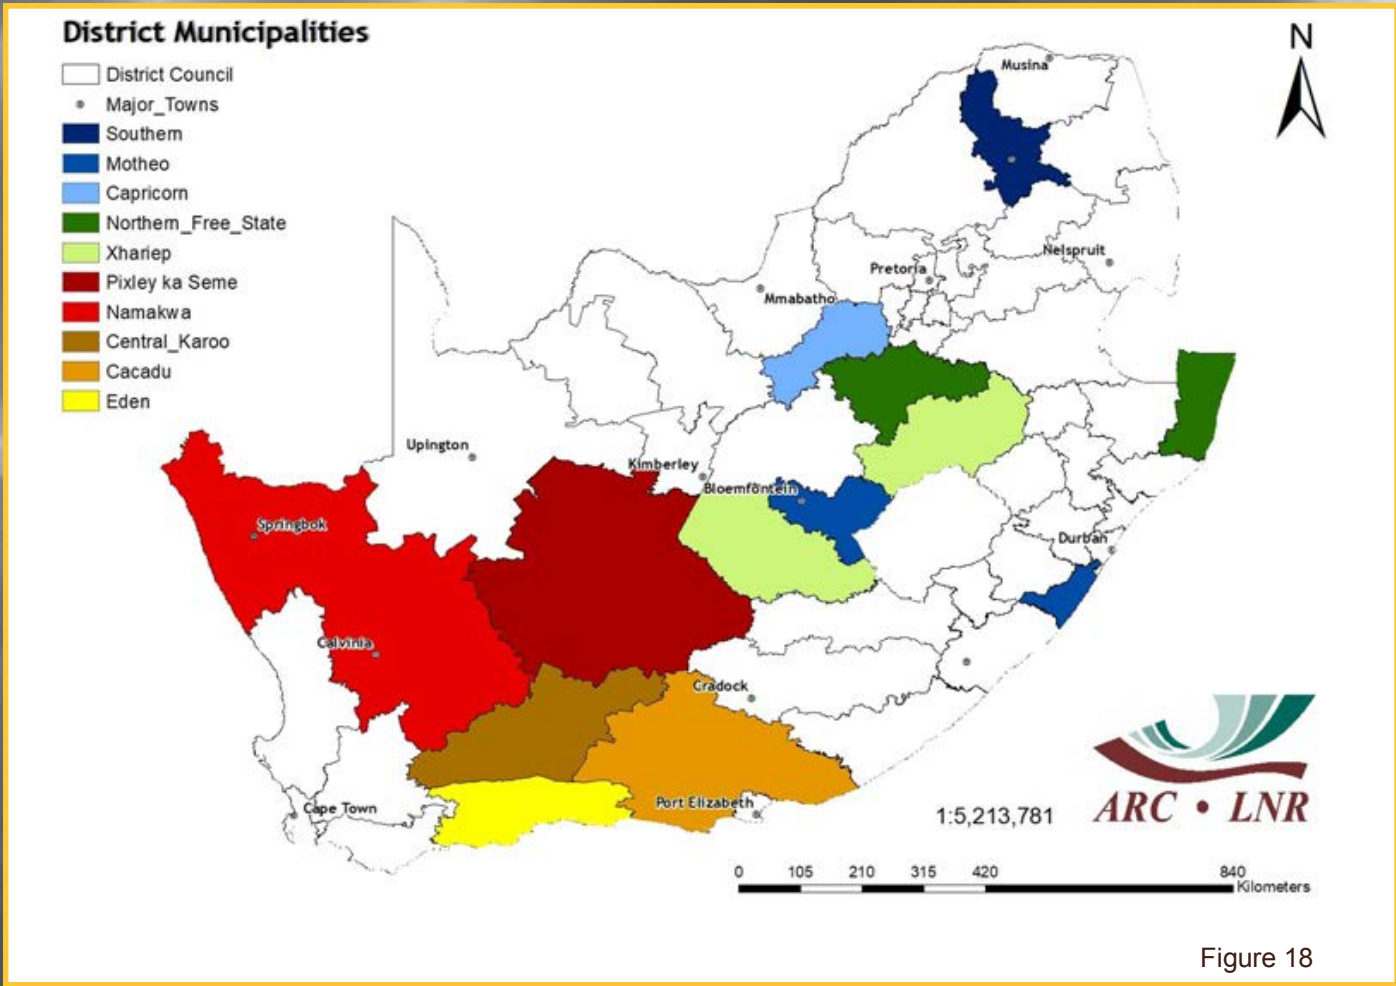 District Municipalities
District Council
Major_Towns
Southern
Motheo
Capricorn
Northern_Free_State
Xhariep
Pixley ka Seme
Namakwa
Central_Karoo
Cacadu
Eden
N
Musina
Nelspruit
Pretoria
Mmabatho
Upington
Kimberley
Bloemfontein
Springbok
Durban
Calvinia
Cradock
Cape Town
Port Elizabeth
1:5,213,781
ARC • LNR
0 105 210 315 420 840
Kilometers
Figure 18